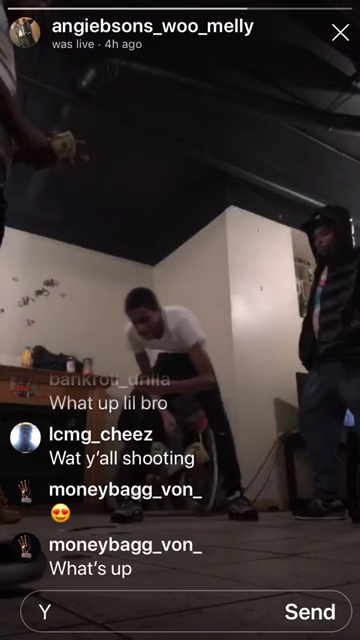 angiebsons_woo_melly
was live · 4h ago
bankroll_drilla
What up lil bro
lcmg_cheez
Wat y'all shooting
moneybagg_von_
😍
moneybagg_von_
What's up
Y
Send